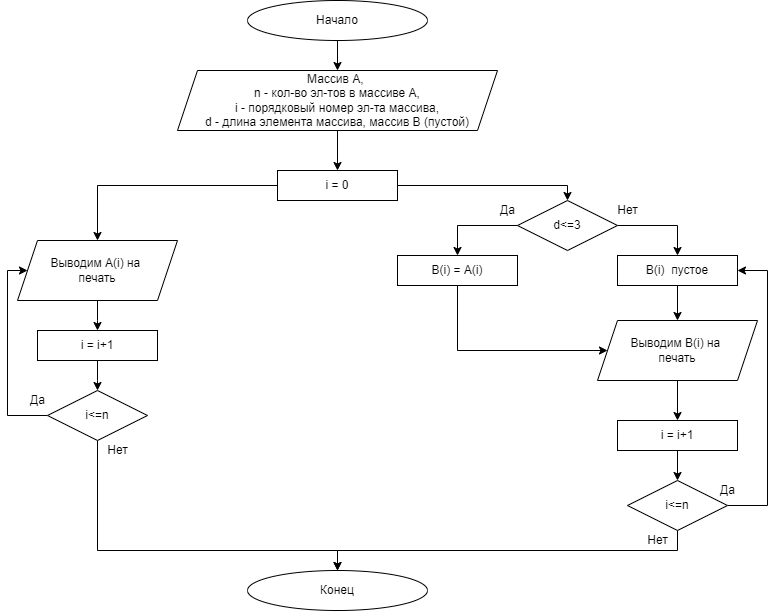 Начало
Массив A,
n - кол-во эл-тов в массиве A,
i - порядковый номер эл-та массива,
d - длина элемента массива, массив B (пустой)
i = 0
Да
d<=3
Нет
Выводим A(i) на
печать
B(i) = A(i)
B(i) пустое
i = i+1
Выводим B(i) на
печать
Да
i<=n
Нет
i = i+1
i<=n
Да
Нет
Конец